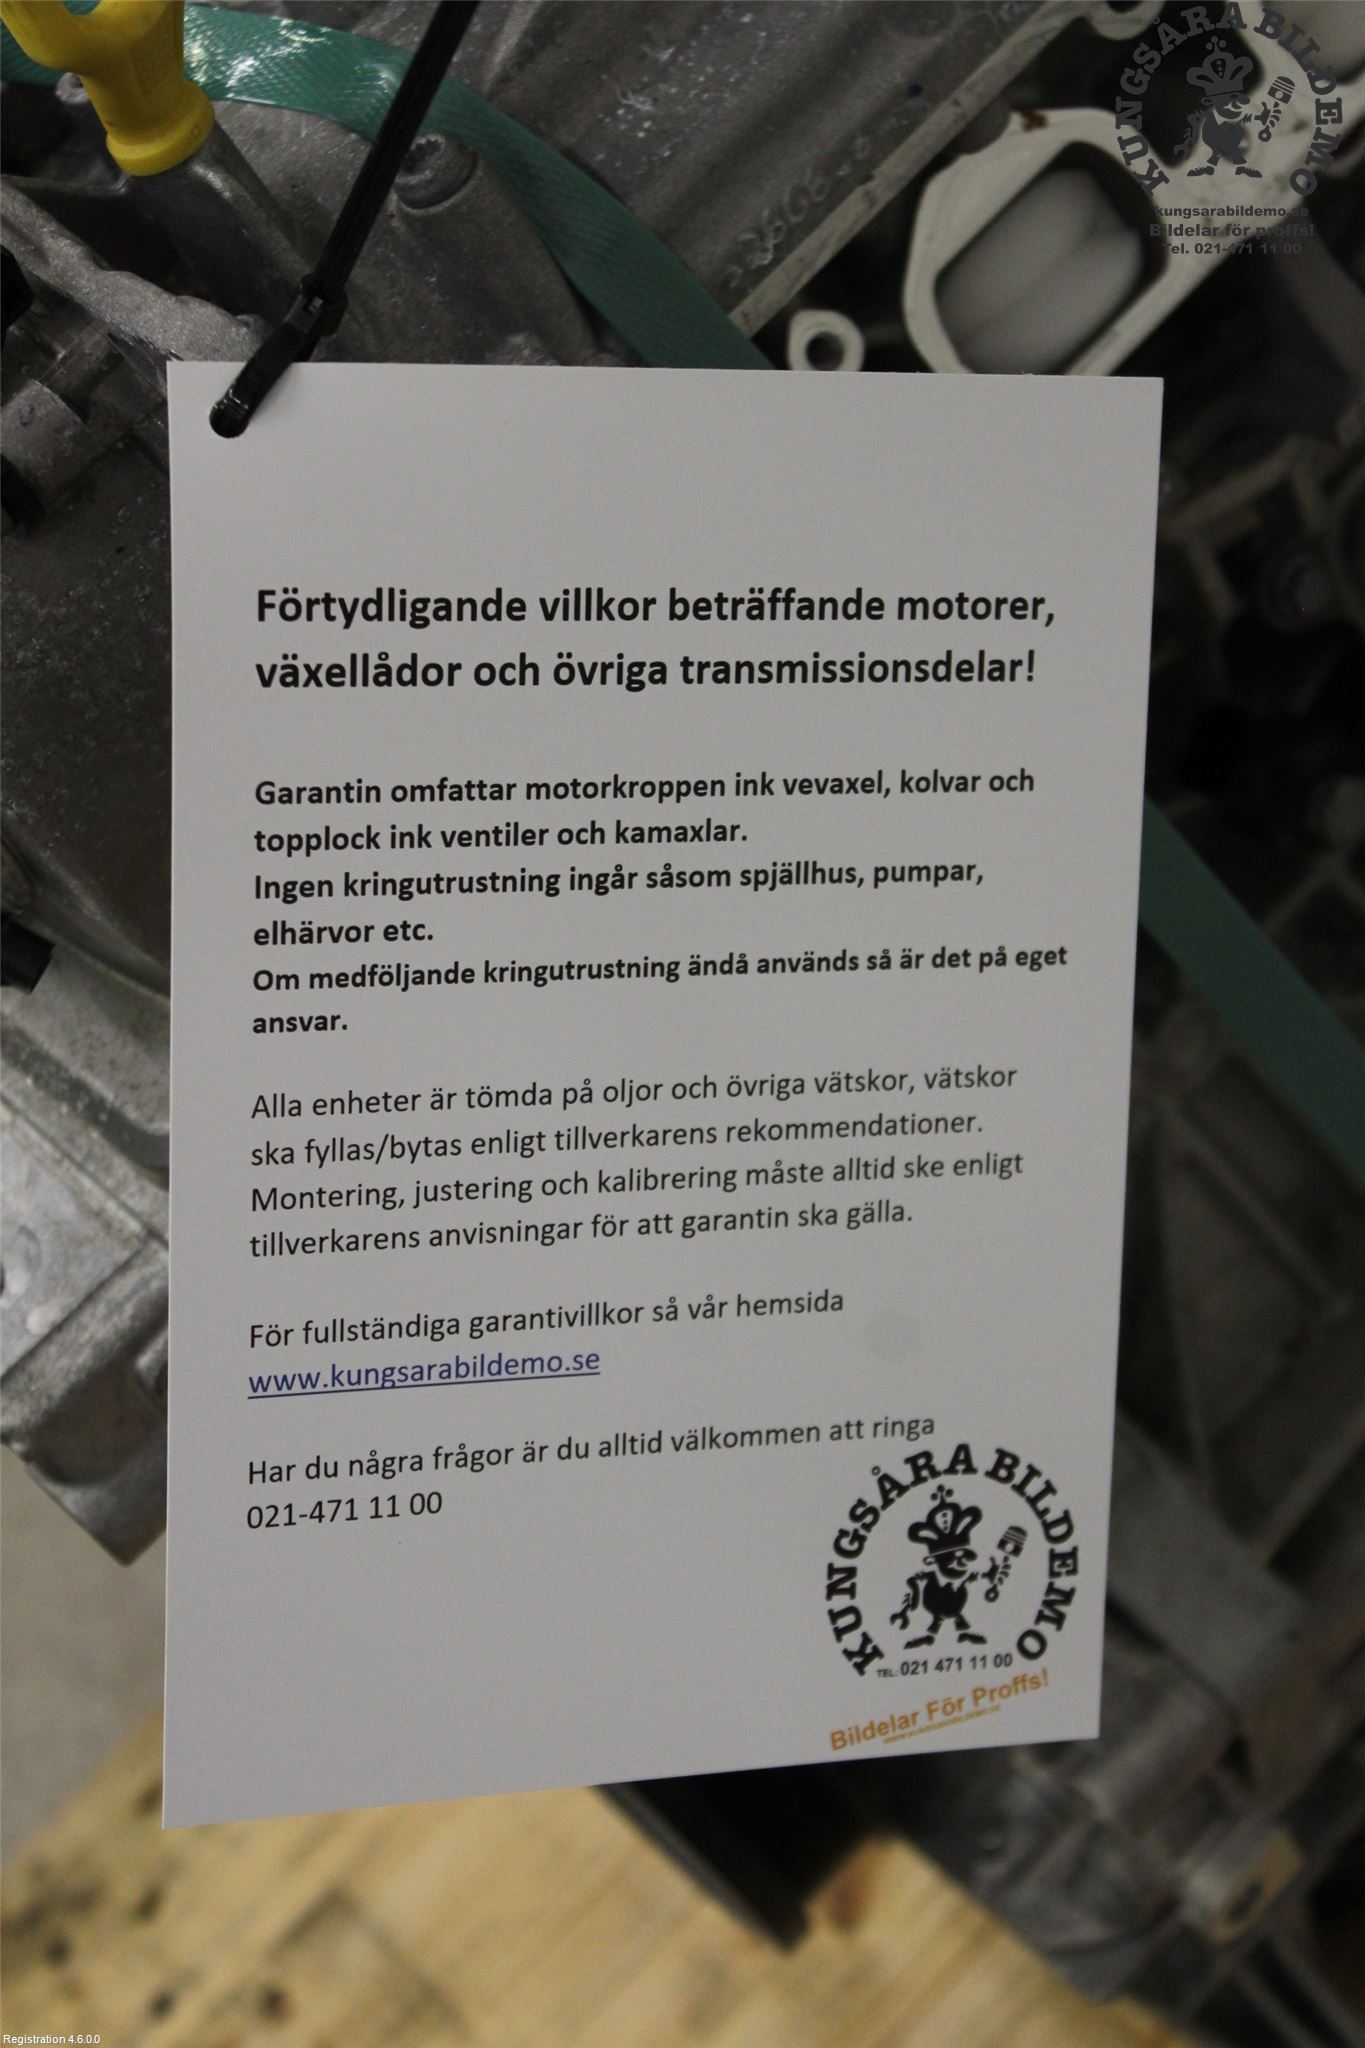 KUNGSÅRA BILDEMO
kungsarabildemo.se
Bildelar för proffs!
Tel. 021-471 11 00
Förtydligande villkor beträffande motorer,
växellådor och övriga transmissionsdelar!
Garantin omfattar motorkroppen ink vevaxel, kolvar och
topplock ink ventiler och kamaxlar.
Ingen kringutrustning ingår såsom spjällhus, pumpar,
elhärvor etc.
Om medföljande kringutrustning ändå används så är det på eget
ansvar.
Alla enheter är tömda på oljor och övriga vätskor, vätskor
ska fyllas/bytas enligt tillverkarens rekommendationer.
Montering, justering och kalibrering måste alltid ske enligt
tillverkarens anvisningar för att garantin ska gälla.
För fullständiga garantivillkor så vår hemsida
www.kungsarabildemo.se
Har du några frågor är du alltid välkommen att ringa
021-471 11 00
KUNGSÅRA BILDEMO
TEL: 021 471 11 00
Bildelar För Proffs!
WWW.KUNGSARABILDEMO.SE
Registration 4.6.0.0